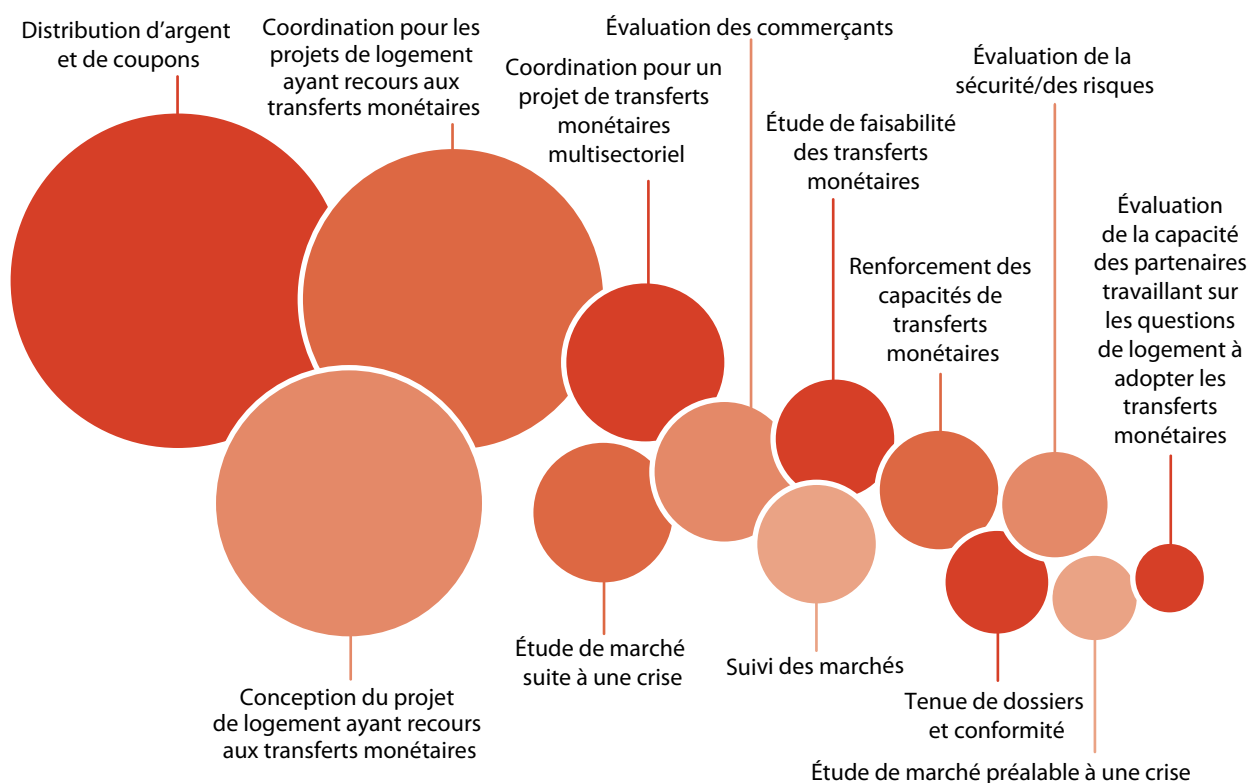 Distribution d’argent
et de coupons
Coordination pour les
projets de logement
ayant recours aux
transferts monétaires
Coordination pour un
projet de transferts
monétaires
multisectoriel
Évaluation des commerçants
Étude de faisabilité
des transferts
monétaires
Évaluation de la
sécurité/des risques
Renforcement des
capacités de
transferts
monétaires
Évaluation
de la capacité
des partenaires
travaillant sur
les questions
de logement à
adopter les
transferts
monétaires
Conception du projet
de logement ayant recours
aux transferts monétaires
Étude de marché
suite à une crise
Suivi des marchés
Tenue de dossiers
et conformité
Étude de marché préalable à une crise